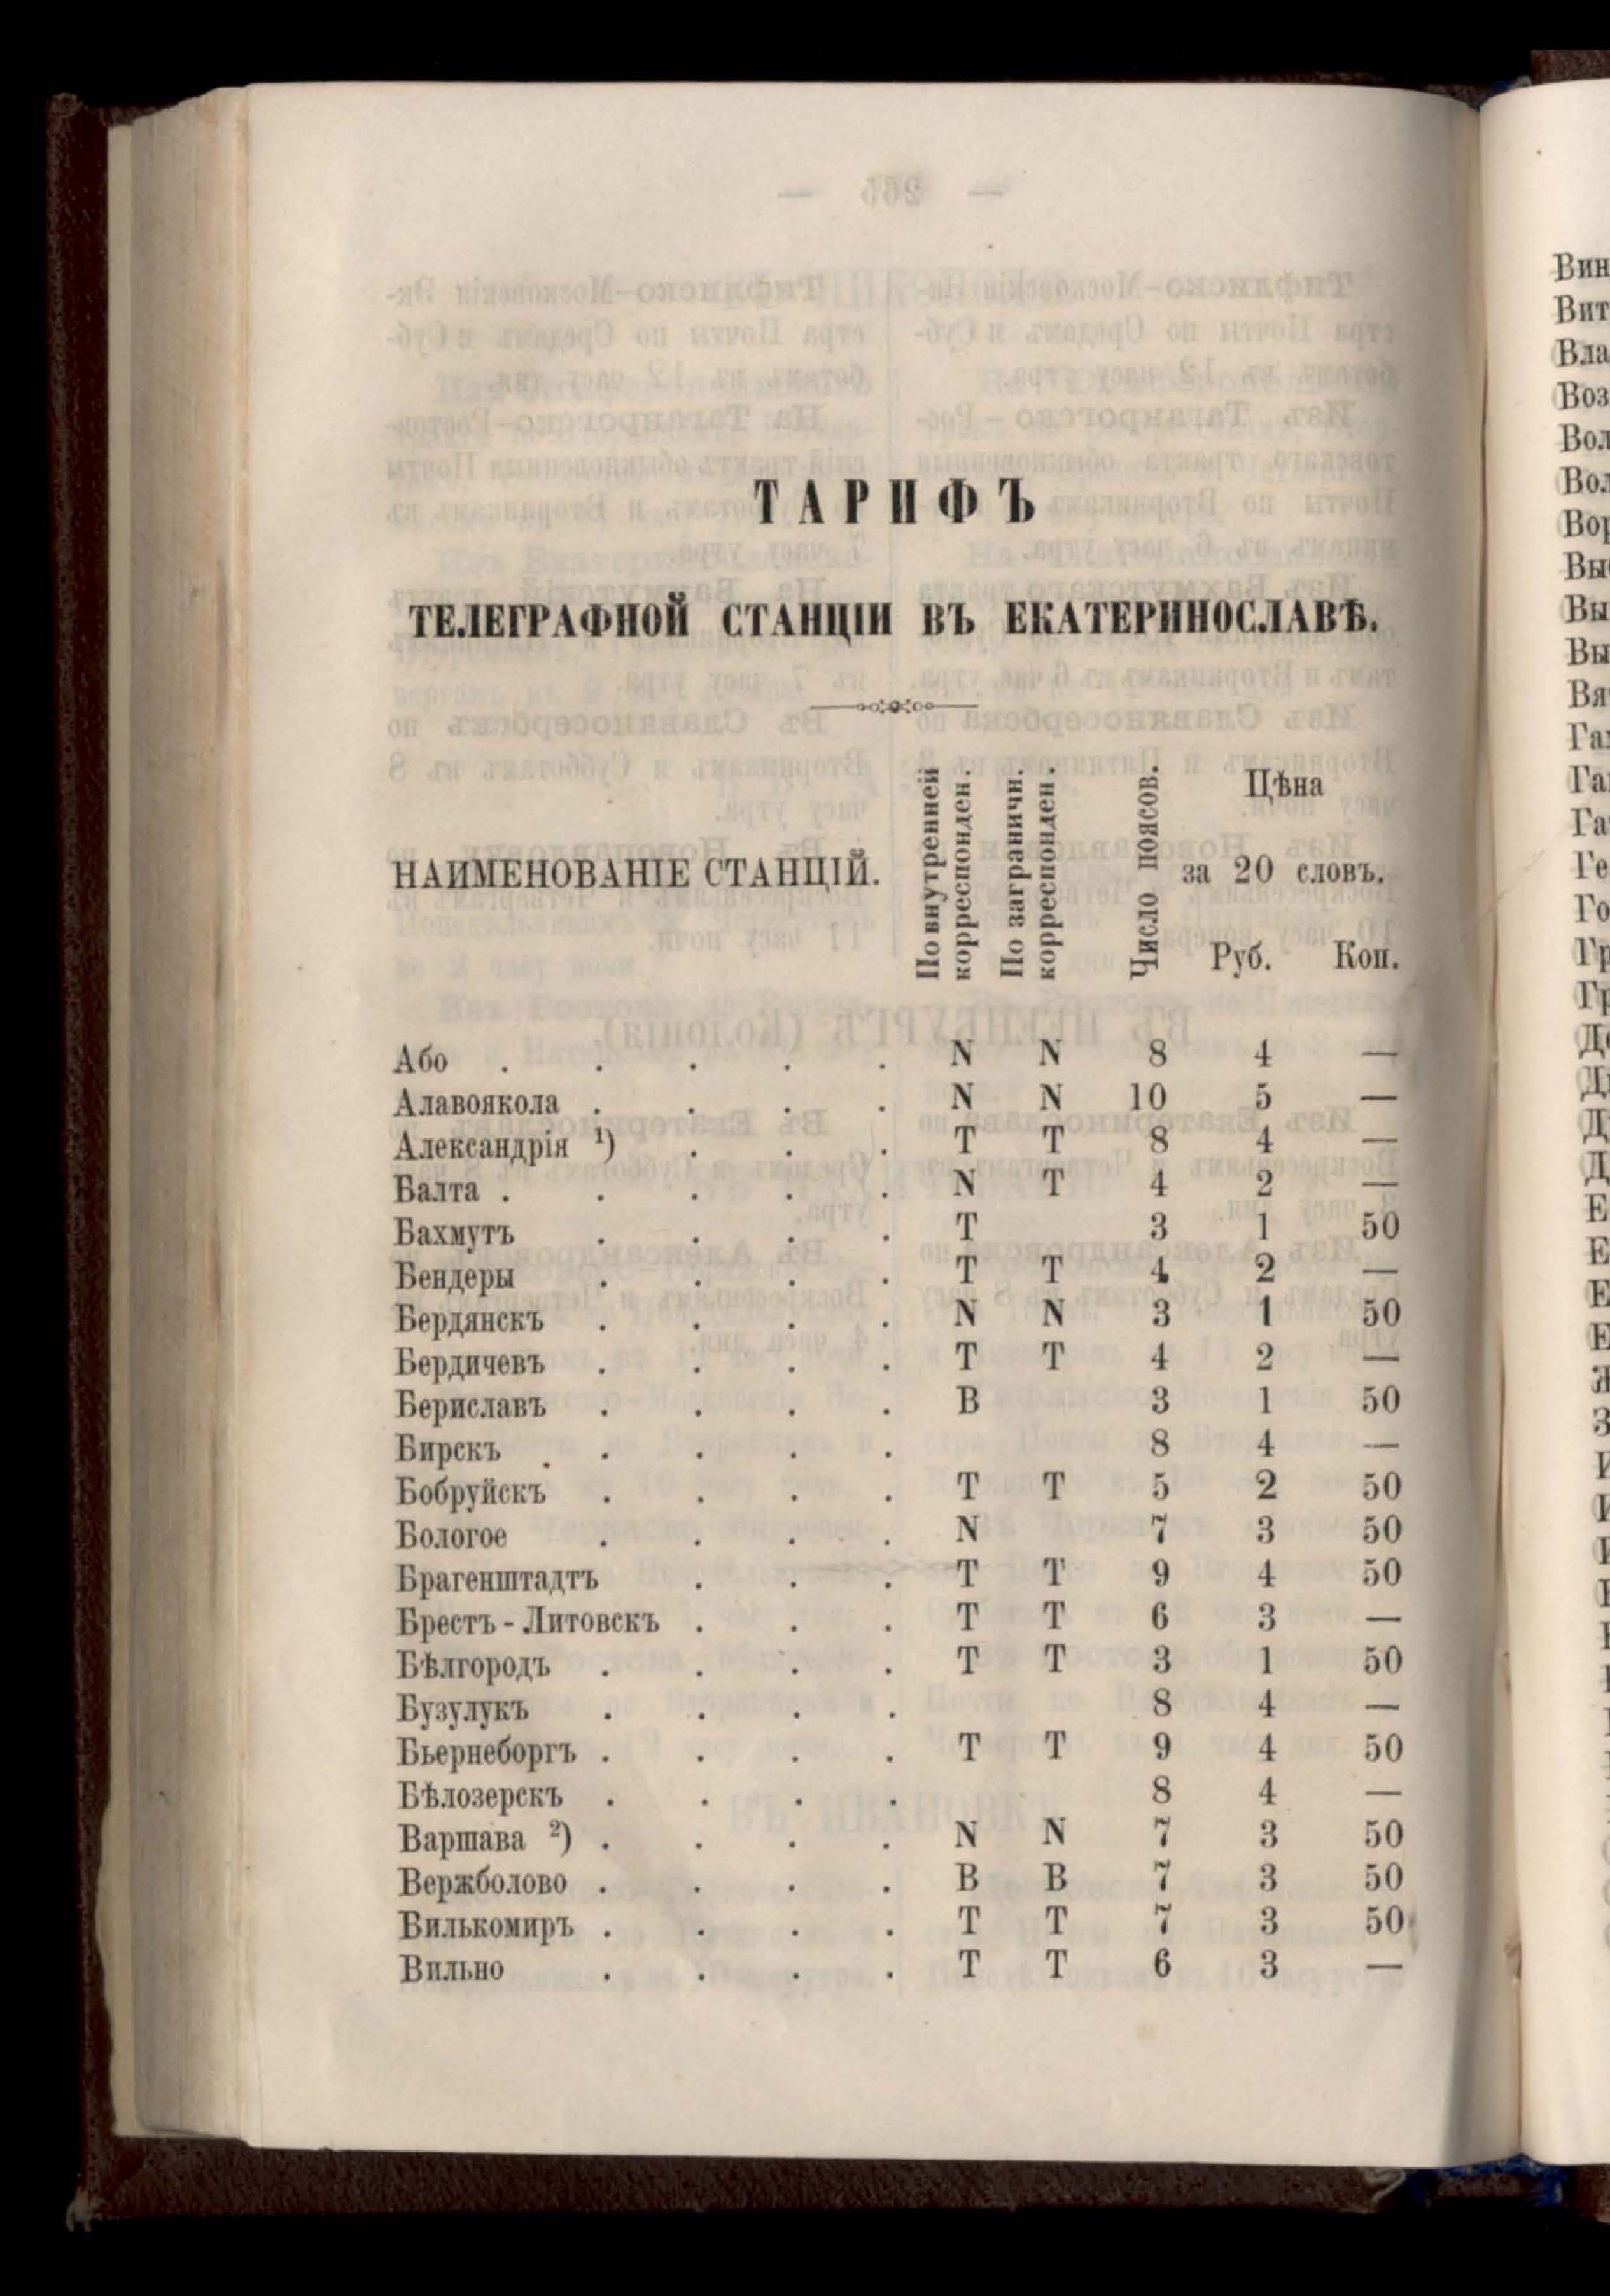 ТАРИФЪ
ТЕЛЕГРАФНОЙ СТАНЦІИ ВЪ ЕКАТЕРИНОСЛАВѢ.
НАИМЕНОВАНІЕ СТАНЦІЙ.
По внутренней корреспонден.
По заграничн. корреспонден.
Число поясов.
Цѣна
за 20 словъ.
Руб. Коп.
Або . . . . . N N 8 4 —
Алавоякола . . . . N N 10 5 —
Александрія ¹) . . . Т Т 8 4 —
Балта . . . . . N Т 4 2 —
Бахмутъ . . . . Т 3 1 50
Бендеры . . . . Т Т 4 2 —
Бердянскъ . . . . N N 3 1 50
Бердичевъ . . . . Т Т 4 2 —
Бериславъ . . . . В 3 1 50
Бирскъ . . . . . 8 4 —
Бобруйскъ . . . . Т Т 5 2 50
Бологое . . . . N 7 3 50
Брагенштадтъ . . . Т Т 9 4 50
Брестъ - Литовскъ . . . Т Т 6 3 —
Бѣлгородъ . . . . Т Т 3 1 50
Бузулукъ . . . . 8 4 —
Бьернеборгъ . . . . Т Т 9 4 50
Бѣлозерскъ . . . . 8 4 —
Варшава ²) . . . . N N 7 3 50
Вержболово . . . . В В 7 3 50
Вилькомиръ . . . . Т Т 7 3 50
Вильно . . . . Т Т 6 3 —